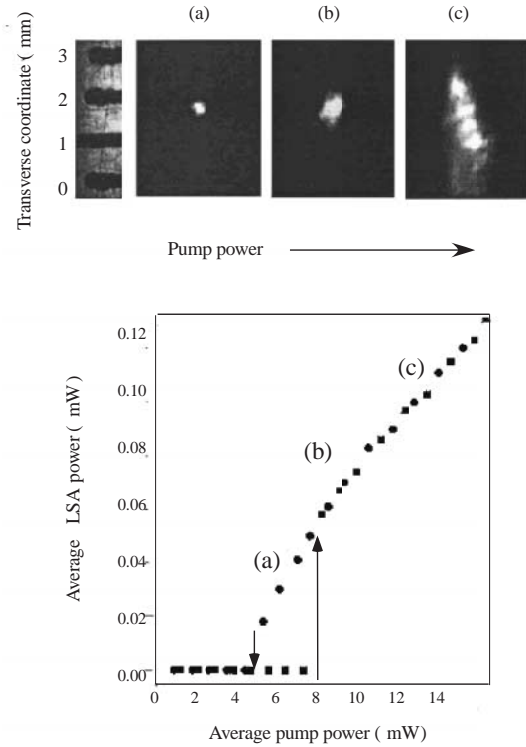 (a) (b) (c)
Transverse coordinate ( mm)
3
2
1
0
Pump power
Average LSA power ( mW)
0.12
0.10
0.08
0.06
0.04
0.02
0.00
(c)
(b)
(a)
0 2 4 6 8 10 12 14
Average pump power ( mW)